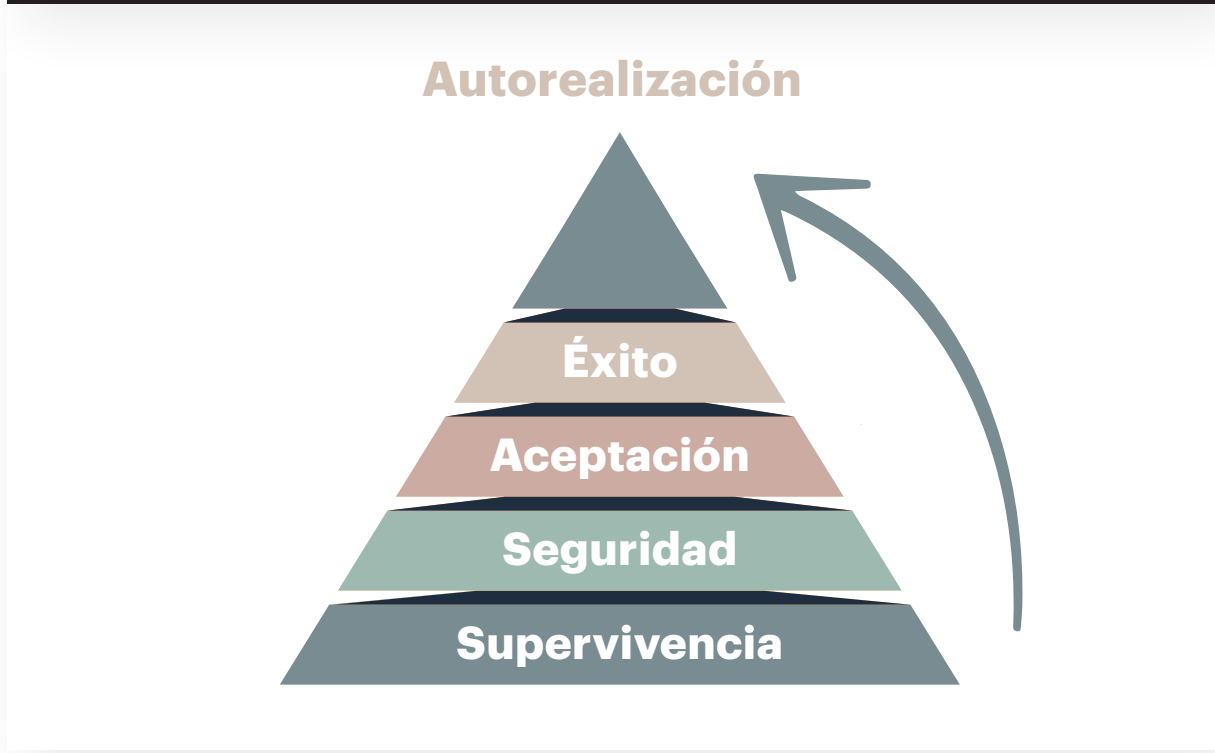 Autorealización
Éxito
Aceptación
Seguridad
Supervivencia